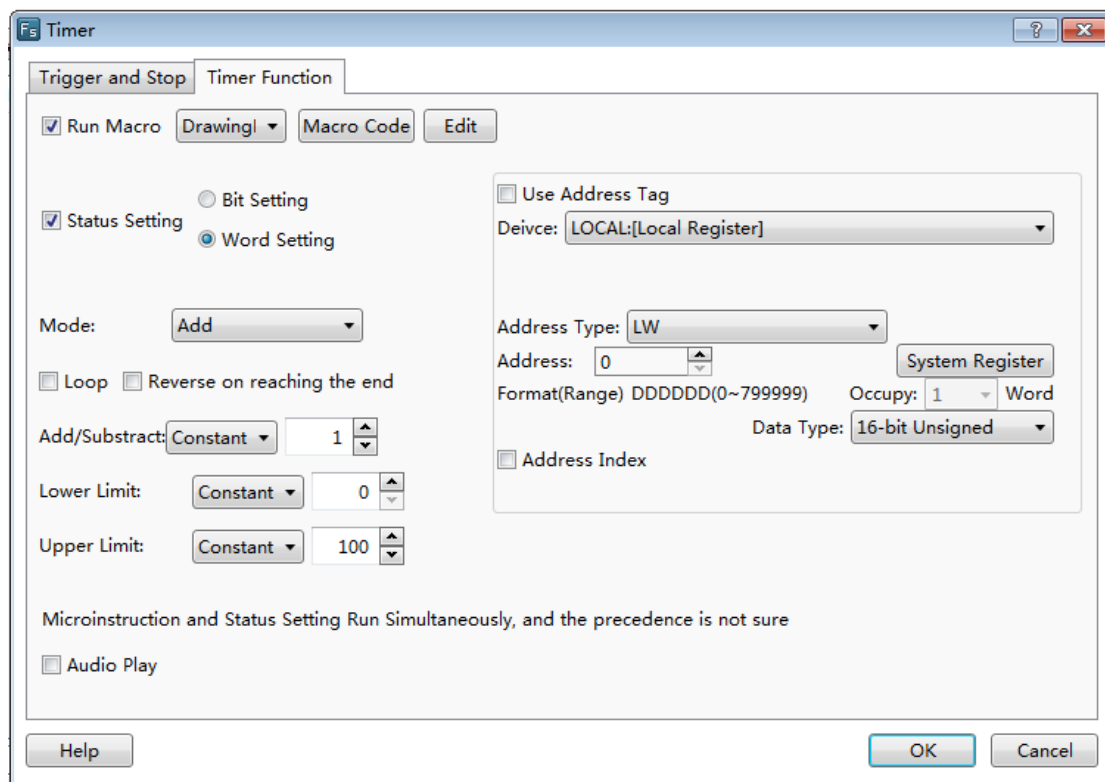 Fs Timer
Trigger and Stop Timer Function
Run Macro DrawingI Macro Code Edit
Status Setting
Bit Setting
Word Setting
Mode: Add
Loop Reverse on reaching the end
Add/Substract: Constant 1
Lower Limit: Constant 0
Upper Limit: Constant 100
Use Address Tag
Deivce: LOCAL:[Local Register]
Address Type: LW
Address: 0 System Register
Format(Range) DDDDDD(0~799999) Occupy: 1 Word
Data Type: 16-bit Unsigned
Address Index
Microinstruction and Status Setting Run Simultaneously, and the precedence is not sure
Audio Play
Help OK Cancel